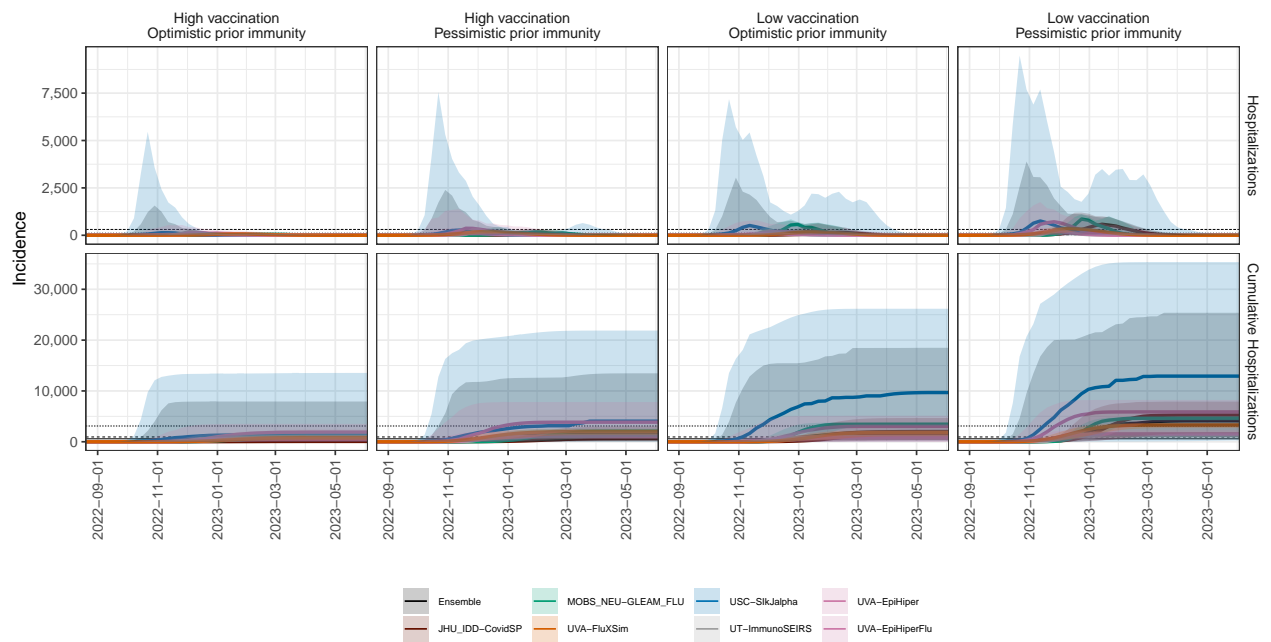 High vaccination
Optimistic prior immunity
High vaccination
Pessimistic prior immunity
Low vaccination
Optimistic prior immunity
Low vaccination
Pessimistic prior immunity
7,500
5,000
2,500
0
Hospitalizations
Incidence
30,000
20,000
10,000
0
Cumulative Hospitalizations
2022−09−01
2022−11−01
2023−01−01
2023−03−01
2023−05−01
2022−09−01
2022−11−01
2023−01−01
2023−03−01
2023−05−01
2022−09−01
2022−11−01
2023−01−01
2023−03−01
2023−05−01
2022−09−01
2022−11−01
2023−01−01
2023−03−01
2023−05−01
Ensemble
MOBS_NEU−GLEAM_FLU
USC−SIkJalpha
UVA−EpiHiper
JHU_IDD−CovidSP
UVA−FluXSim
UT−ImmunoSEIRS
UVA−EpiHiperFlu